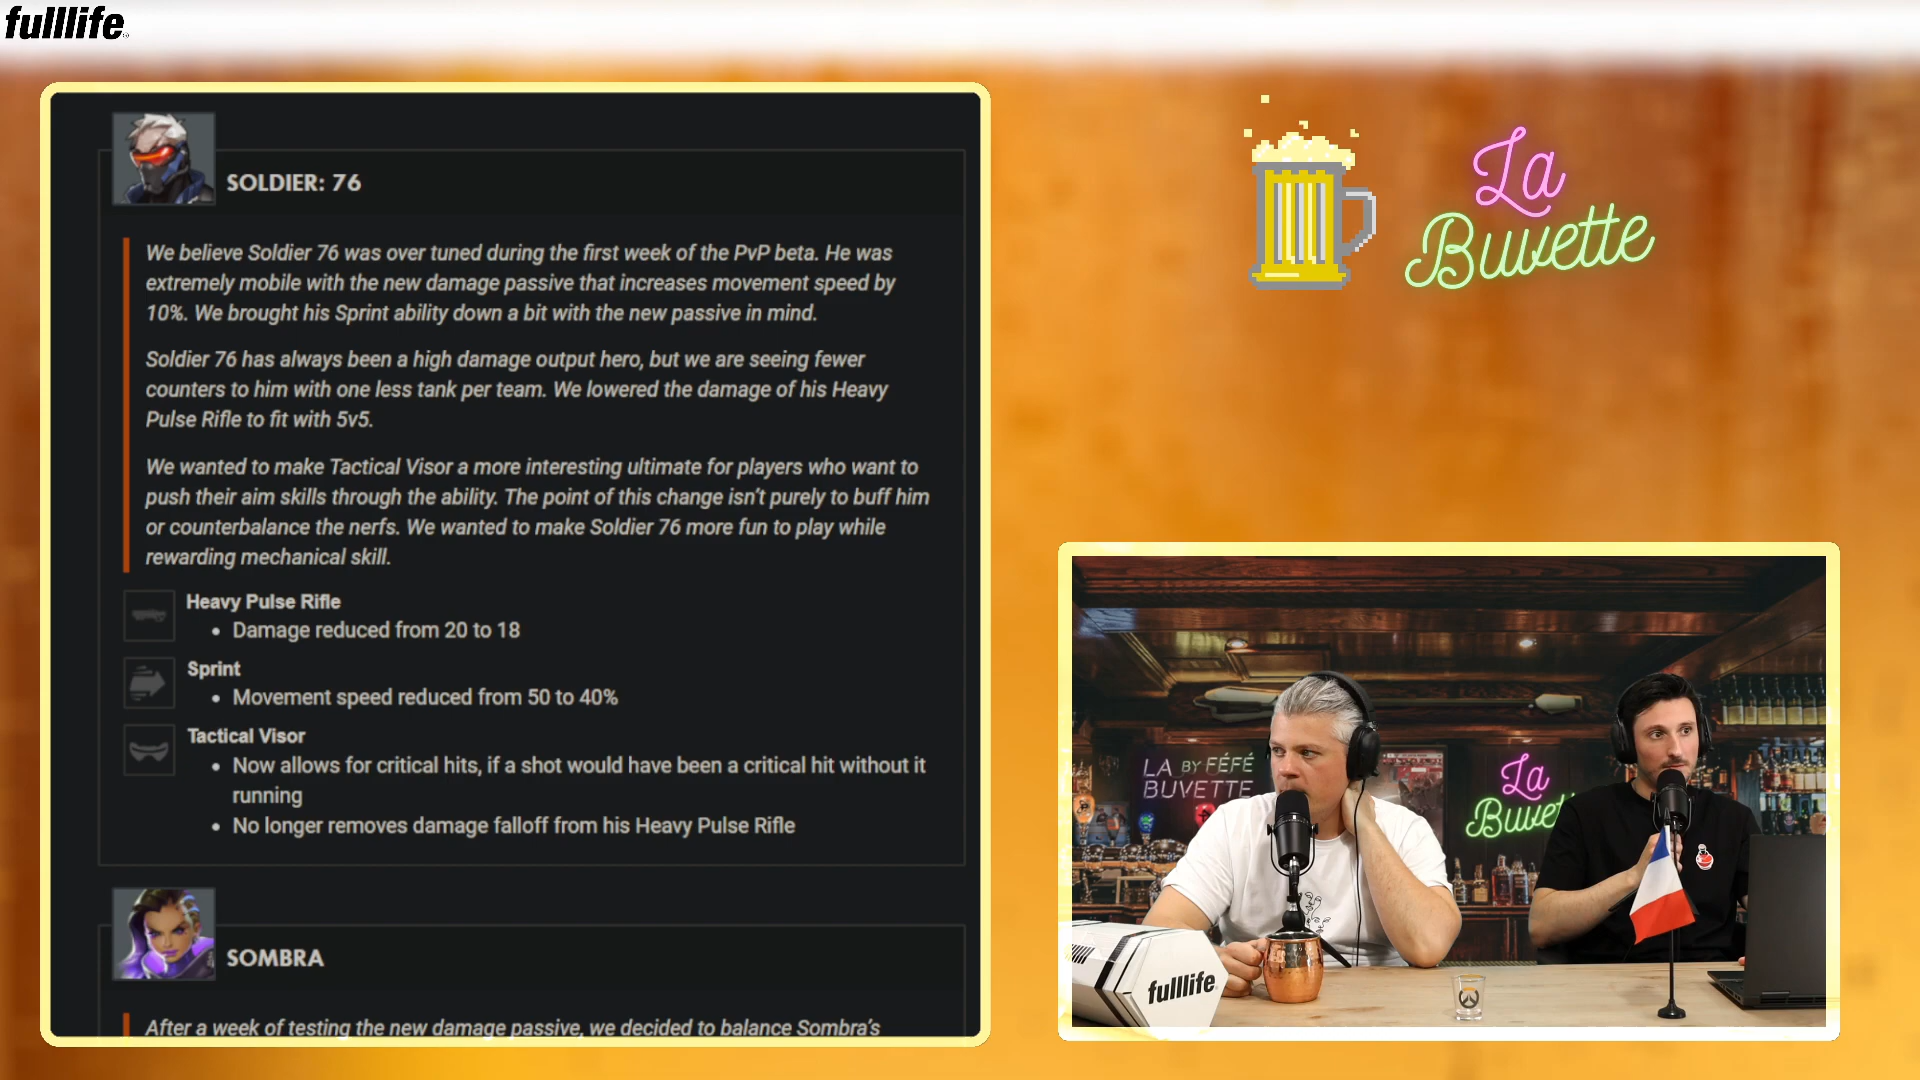 fulllife
SOLDIER: 76
We believe Soldier 76 was over tuned during the first week of the PvP beta. He was
extremely mobile with the new damage passive that increases movement speed by
10%. We brought his Sprint ability down a bit with the new passive in mind.
Soldier 76 has always been a high damage output hero, but we are seeing fewer
counters to him with one less tank per team. We lowered the damage of his Heavy
Pulse Rifle to fit with 5v5.
We wanted to make Tactical Visor a more interesting ultimate for players who want to
push their aim skills through the ability. The point of this change isn't purely to buff him
or counterbalance the nerfs. We wanted to make Soldier 76 more fun to play while
rewarding mechanical skill.
Heavy Pulse Rifle
• Damage reduced from 20 to 18
Sprint
• Movement speed reduced from 50 to 40%
Tactical Visor
• Now allows for critical hits, if a shot would have been a critical hit without it
running
• No longer removes damage falloff from his Heavy Pulse Rifle
SOMBRA
After a week of testing the new damage passive, we decided to balance Sombra's
La
Buvette
LA BY FÉFÉ
BUVETTE
La
Buvet
fulllife